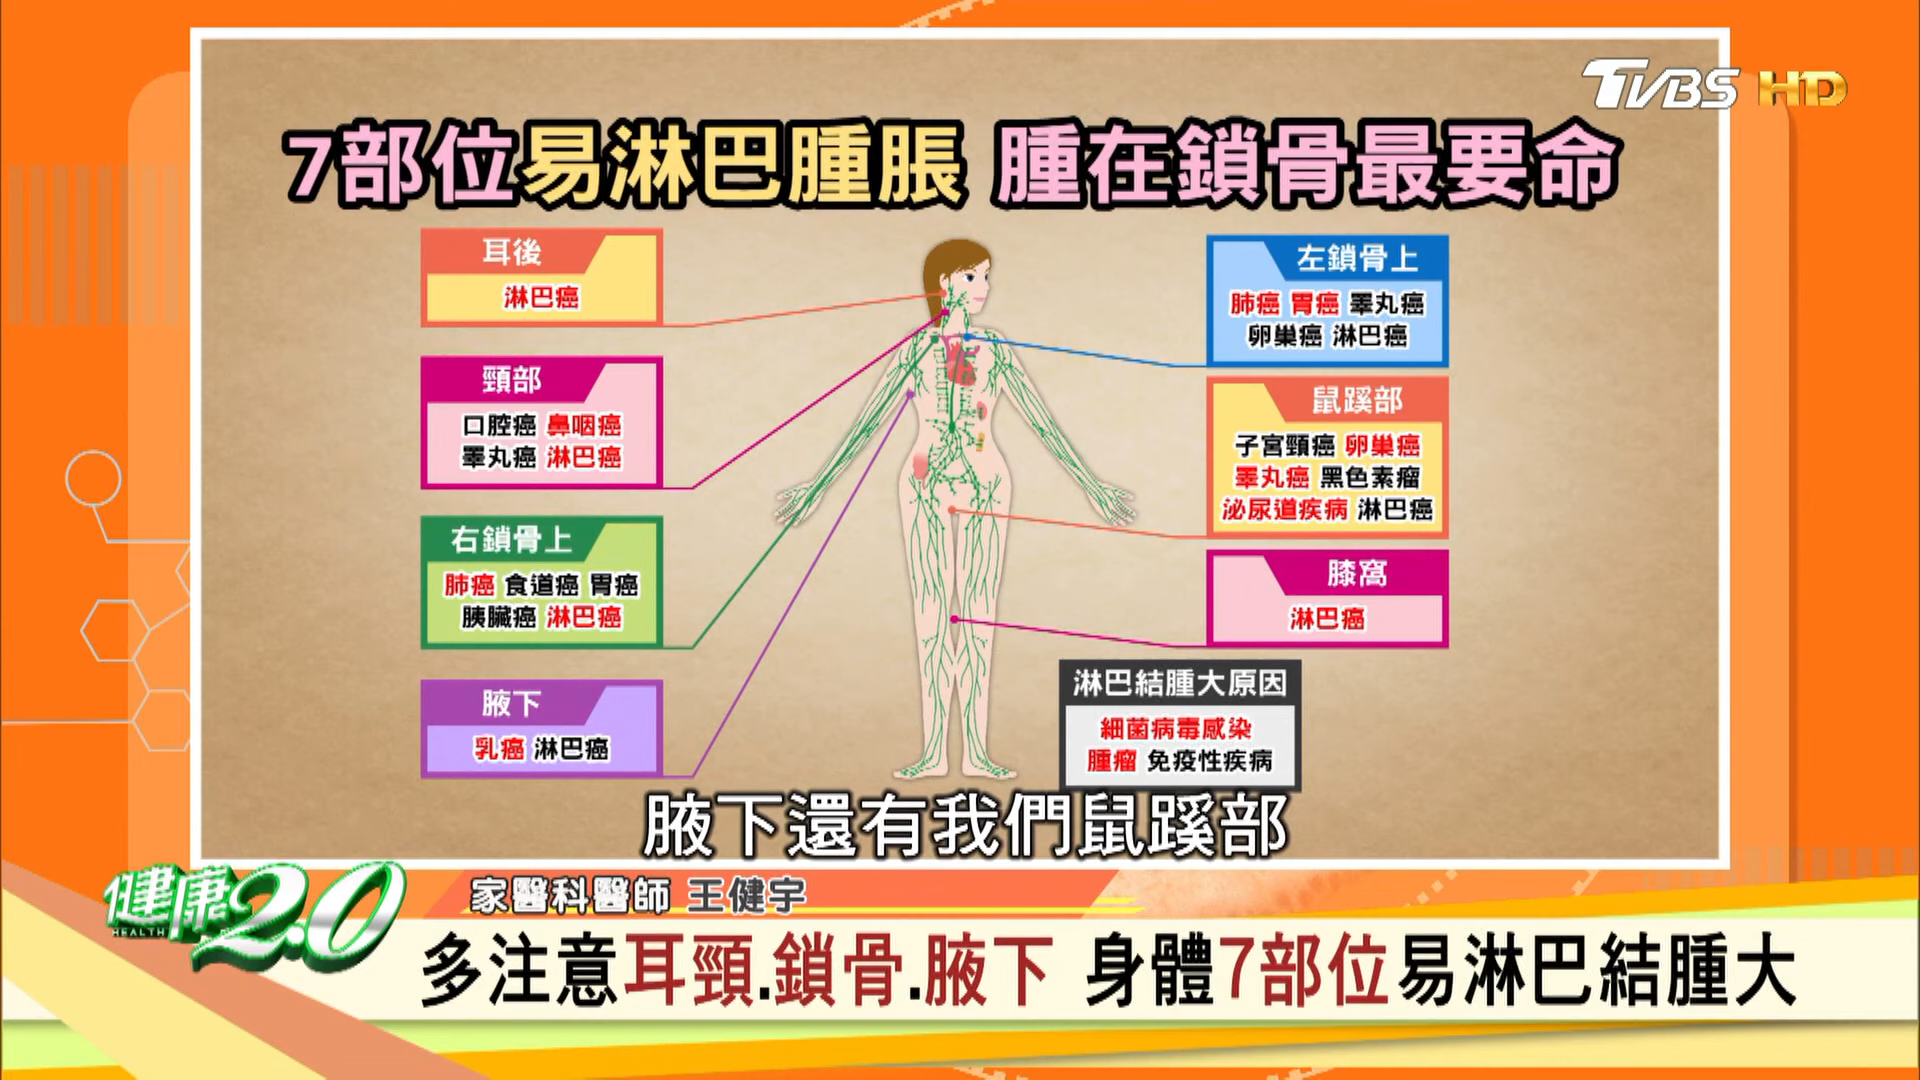 TVBS HD
7部位易淋巴腫脹 腫在鎖骨最要命
耳後
淋巴癌
頸部
口腔癌 鼻咽癌
睪丸癌 淋巴癌
右鎖骨上
肺癌 食道癌 胃癌
胰臟癌 淋巴癌
腋下
乳癌 淋巴癌
左鎖骨上
肺癌 胃癌 睪丸癌
卵巢癌 淋巴癌
鼠蹊部
子宮頸癌 卵巢癌
睪丸癌 黑色素瘤
泌尿道疾病 淋巴癌
膝窩
淋巴癌
淋巴結腫大原因
細菌病毒感染
腫瘤 免疫性疾病
腋下還有我們鼠蹊部
健康2.0
HEALTH
家醫科醫師 王健宇
多注意耳頸.鎖骨.腋下 身體7部位易淋巴結腫大